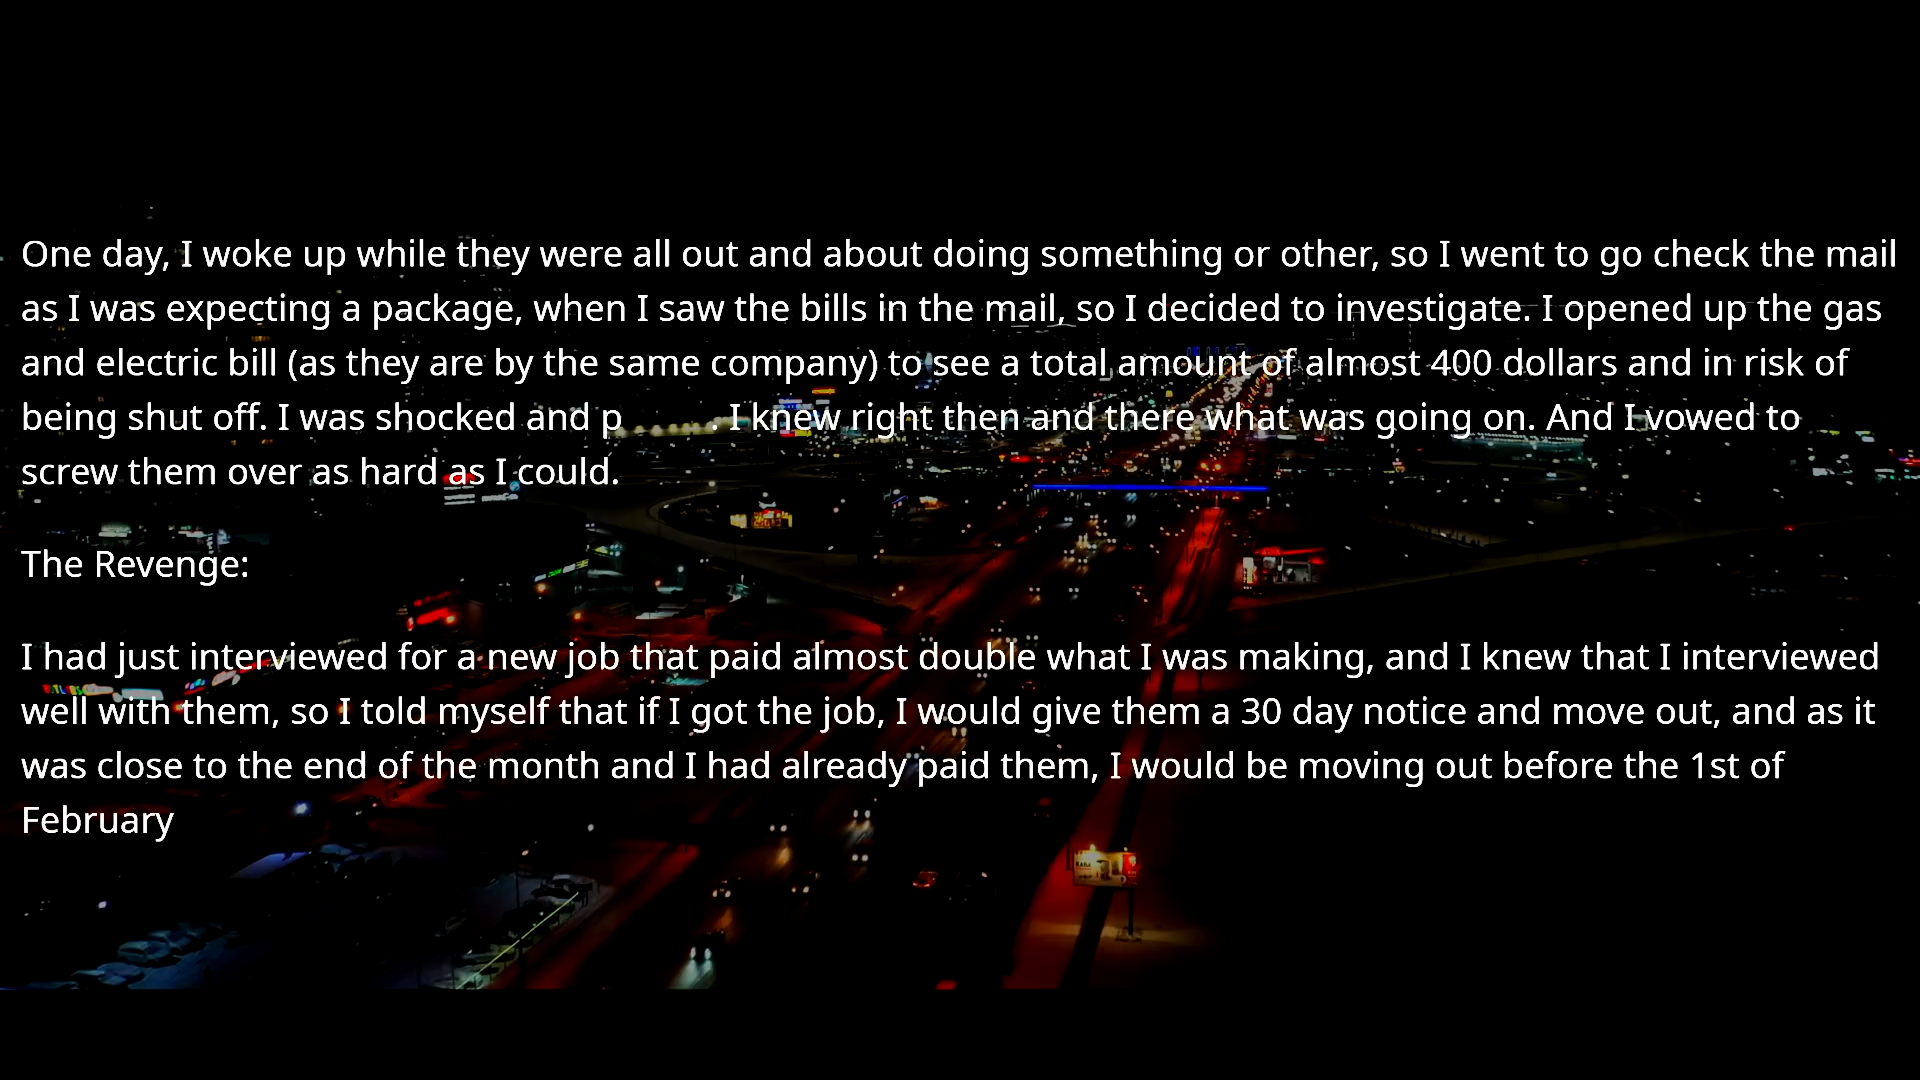 One day, I woke up while they were all out and about doing something or other, so I went to go check the mail
as I was expecting a package, when I saw the bills in the mail, so I decided to investigate. I opened up the gas
and electric bill (as they are by the same company) to see a total amount of almost 400 dollars and in risk of
being shut off. I was shocked and p . I knew right then and there what was going on. And I vowed to
screw them over as hard as I could.
The Revenge:
I had just interviewed for a new job that paid almost double what I was making, and I knew that I interviewed
well with them, so I told myself that if I got the job, I would give them a 30 day notice and move out, and as it
was close to the end of the month and I had already paid them, I would be moving out before the 1st of
February